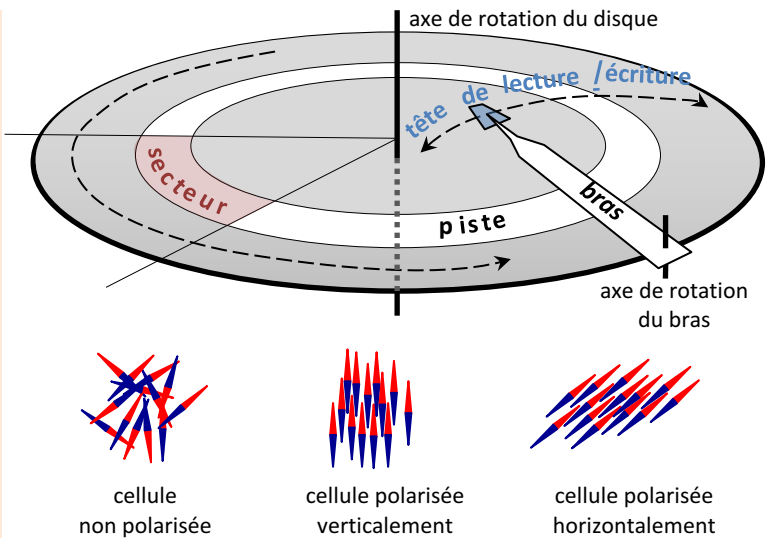 axe de rotation du disque
tête de lecture /écriture
secteur
bras
piste
axe de rotation
du bras
cellule
non polarisée
cellule polarisée
verticalement
cellule polarisée
horizontalement